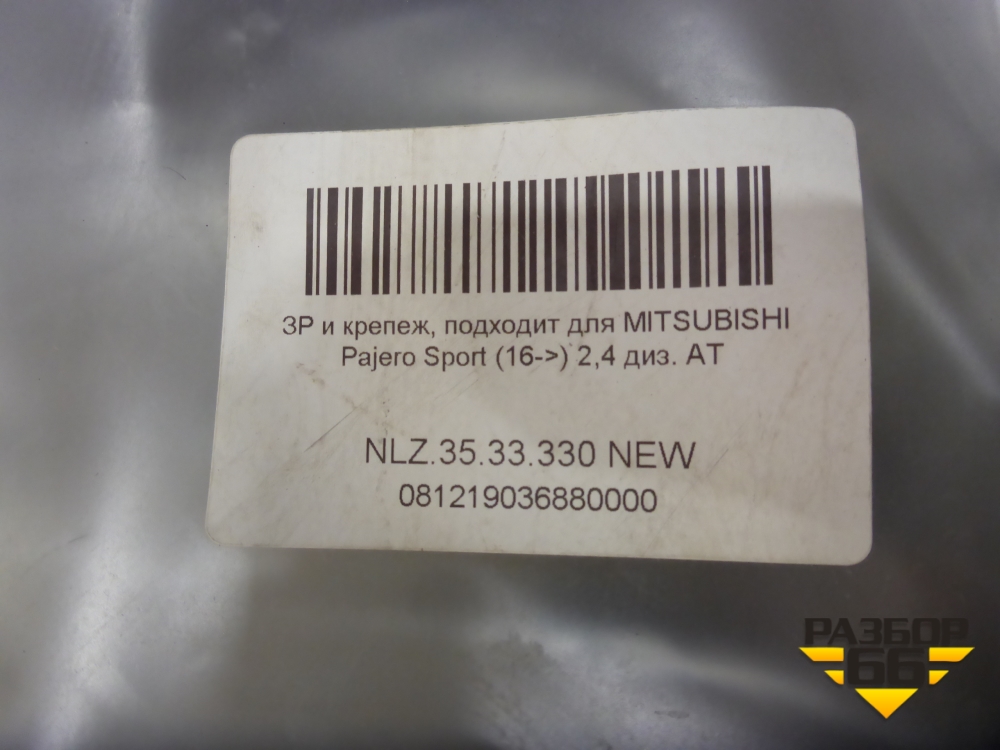 ЗР и крепеж, подходит для MITSUBISHI
Pajero Sport (16->) 2,4 диз. AT
NLZ.35.33.330 NEW
081219036880000
РАЗБОР
66